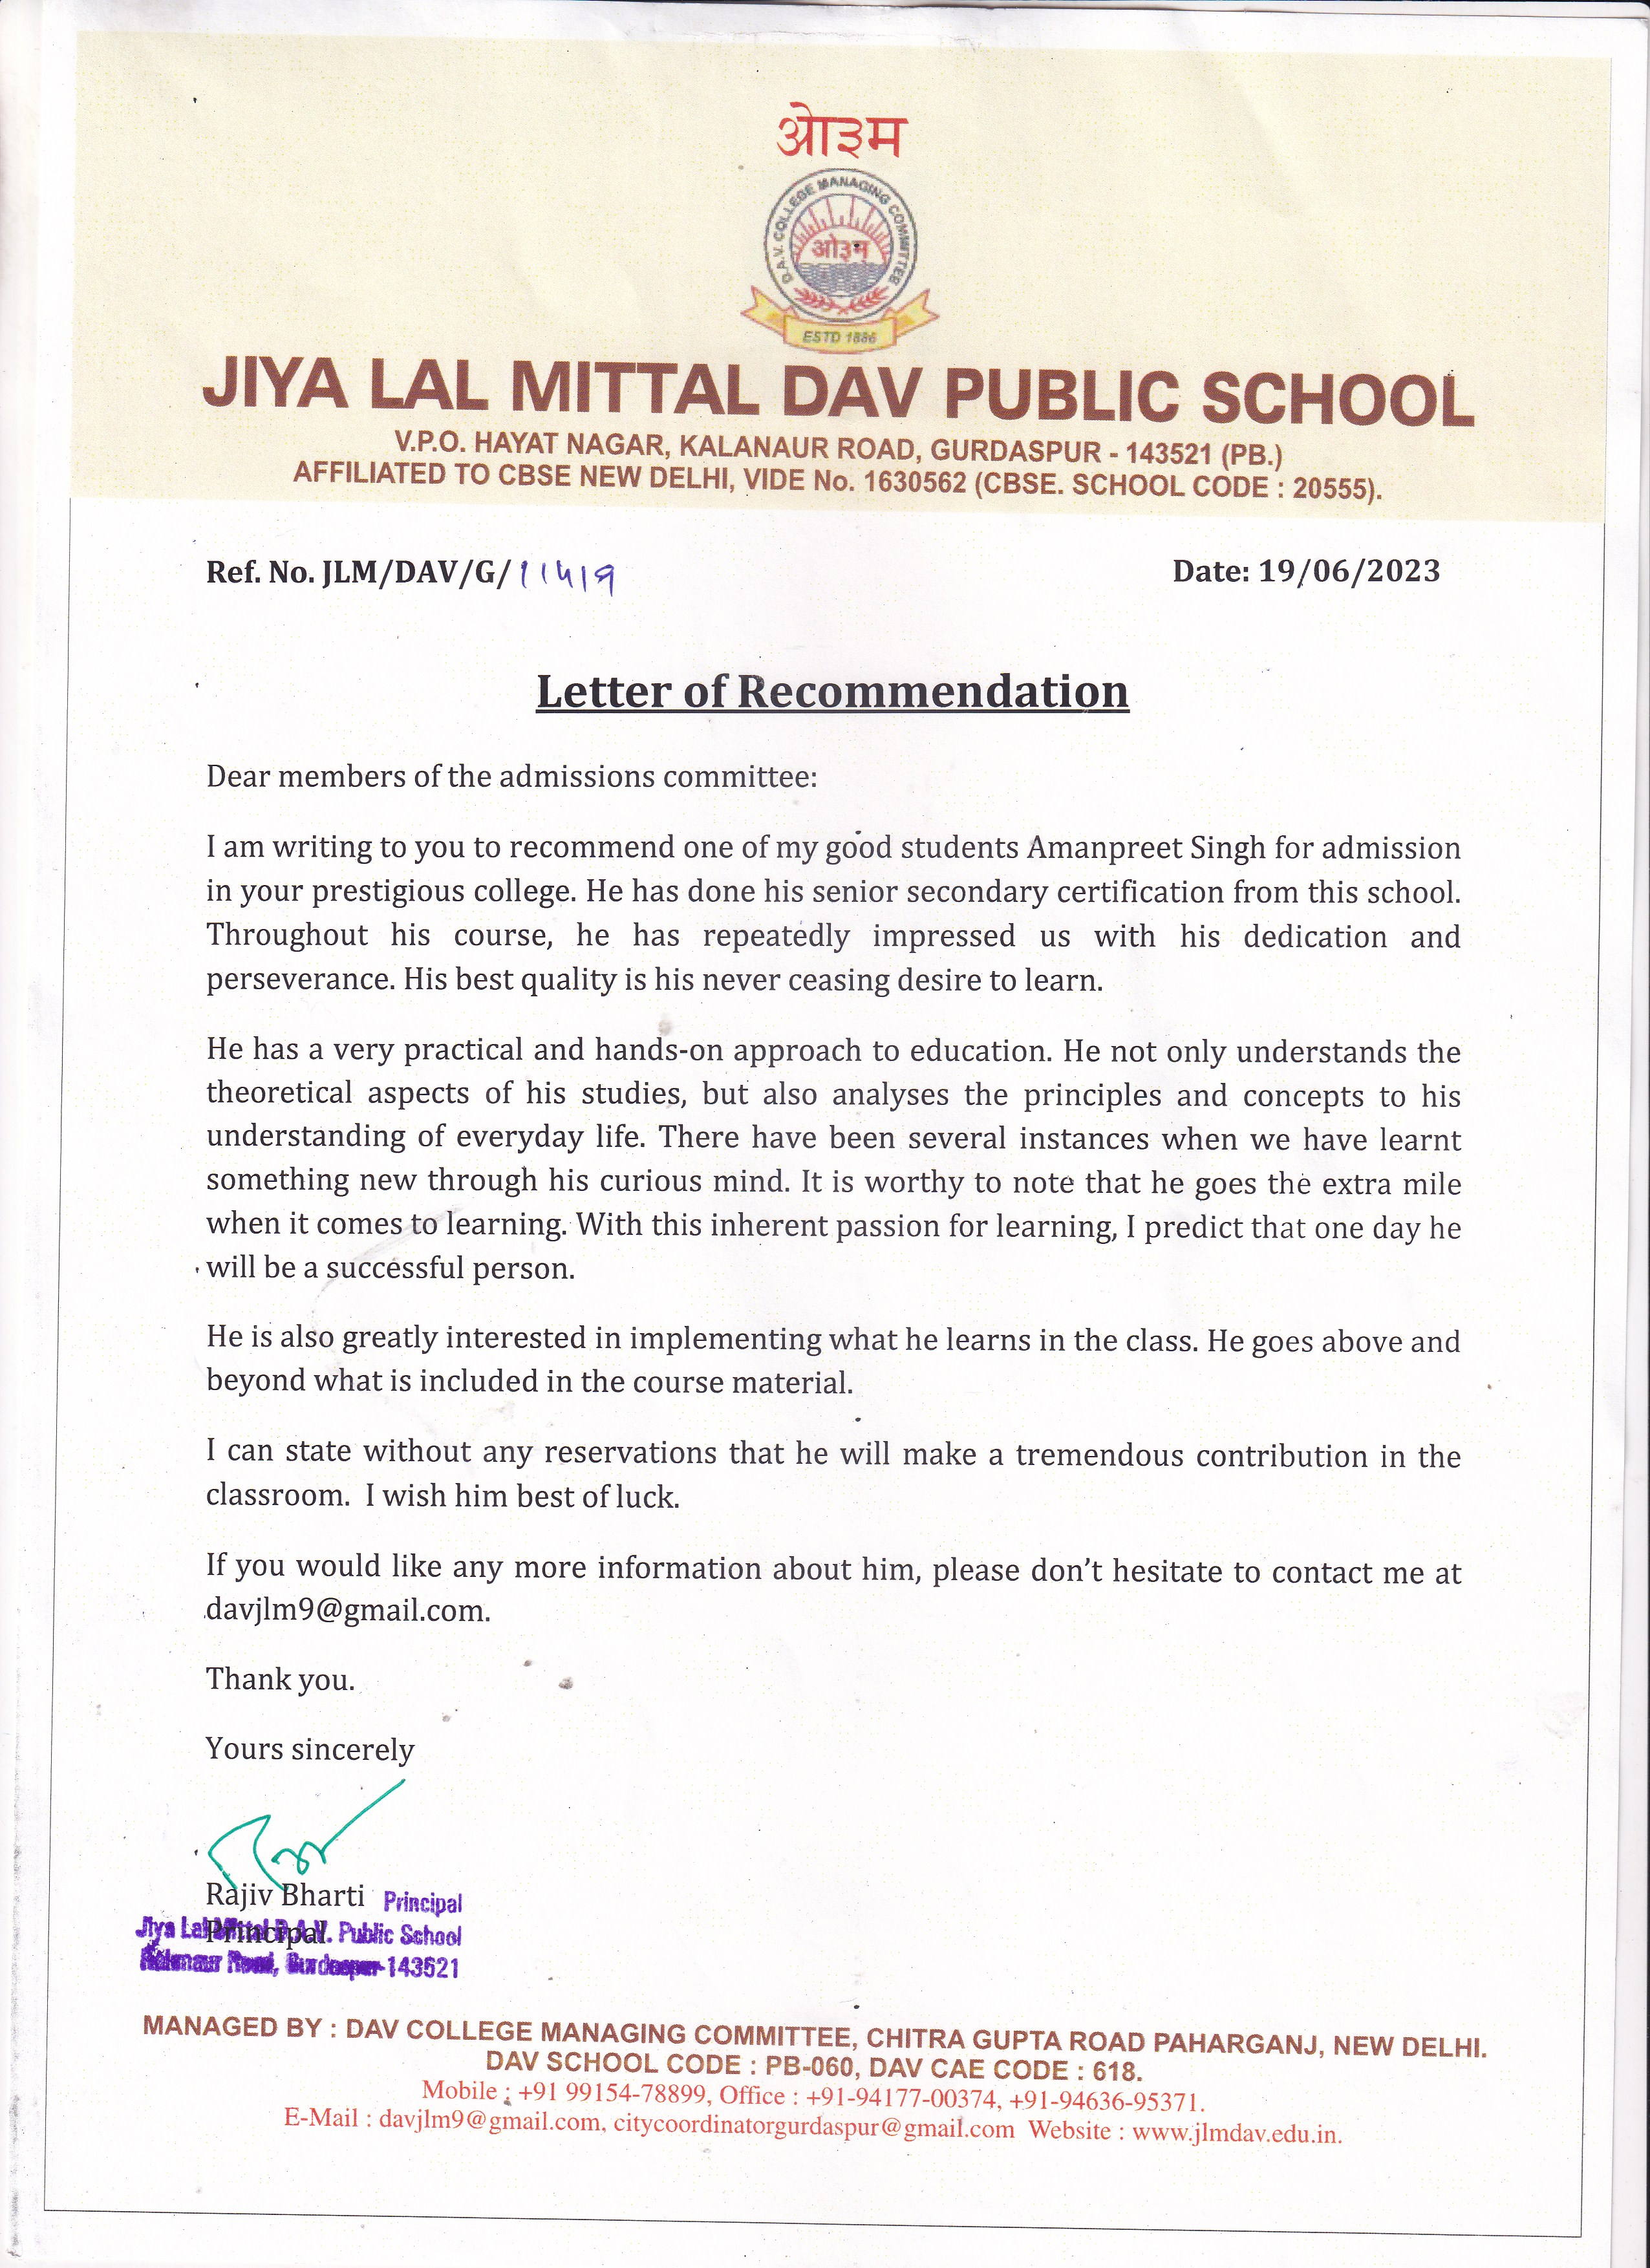 ओ३म
D.A.V. COLLEGE MANAGING COMMITTEE
ओ३म्
ESTD 1886
JIYA LAL MITTAL DAV PUBLIC SCHOOL
V.P.O. HAYAT NAGAR, KALANAUR ROAD, GURDASPUR - 143521 (PB.)
AFFILIATED TO CBSE NEW DELHI, VIDE No. 1630562 (CBSE. SCHOOL CODE : 20555).
Ref. No. JLM/DAV/G/11419 Date: 19/06/2023
Letter of Recommendation
Dear members of the admissions committee:
I am writing to you to recommend one of my good students Amanpreet Singh for admission
in your prestigious college. He has done his senior secondary certification from this school.
Throughout his course, he has repeatedly impressed us with his dedication and
perseverance. His best quality is his never ceasing desire to learn.
He has a very practical and hands-on approach to education. He not only understands the
theoretical aspects of his studies, but also analyses the principles and concepts to his
understanding of everyday life. There have been several instances when we have learnt
something new through his curious mind. It is worthy to note that he goes the extra mile
when it comes to learning. With this inherent passion for learning, I predict that one day he
will be a successful person.
He is also greatly interested in implementing what he learns in the class. He goes above and
beyond what is included in the course material.
I can state without any reservations that he will make a tremendous contribution in the
classroom. I wish him best of luck.
If you would like any more information about him, please don't hesitate to contact me at
davjlm9@gmail.com.
Thank you.
Yours sincerely
Rajiv Bharti Principal
Principal
Jiya Lal Mittal D.A.V. Public School
Kalanaur Road, Gurdaspur-143521
MANAGED BY : DAV COLLEGE MANAGING COMMITTEE, CHITRA GUPTA ROAD PAHARGANJ, NEW DELHI.
DAV SCHOOL CODE : PB-060, DAV CAE CODE : 618.
Mobile : +91 99154-78899, Office : +91-94177-00374, +91-94636-95371.
E-Mail : davjlm9@gmail.com, citycoordinatorgurdaspur@gmail.com Website : www.jlmdav.edu.in.